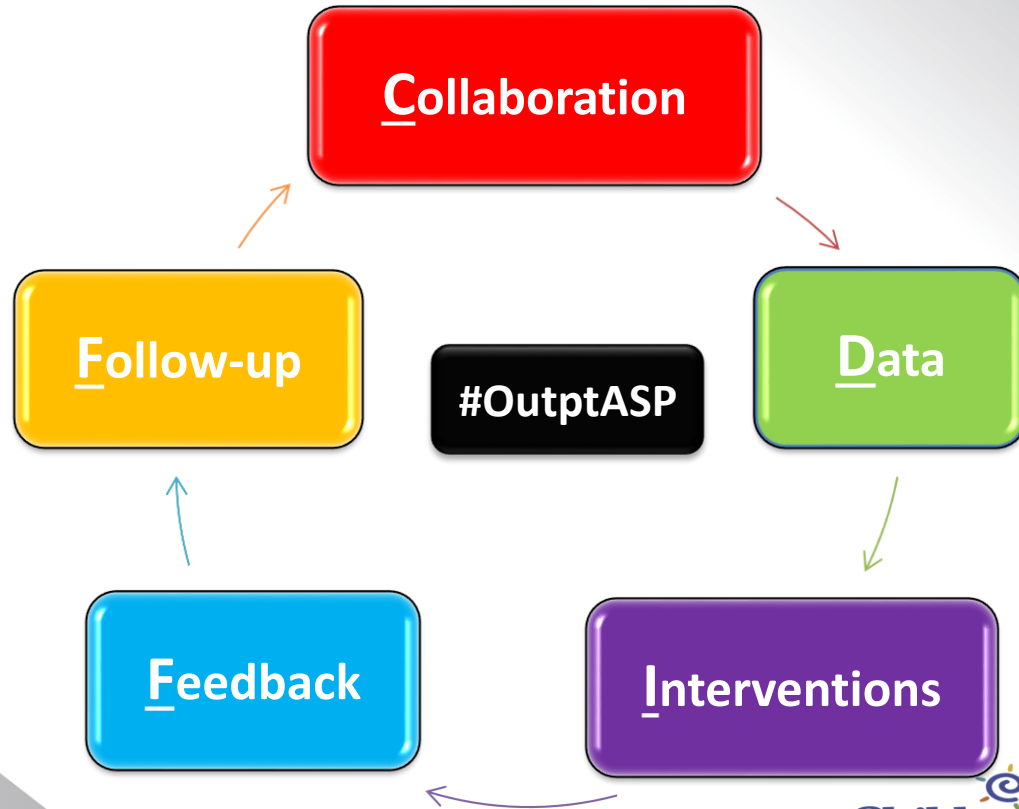 Collaboration
Follow-up
#OutptASP
Data
Feedback
Interventions